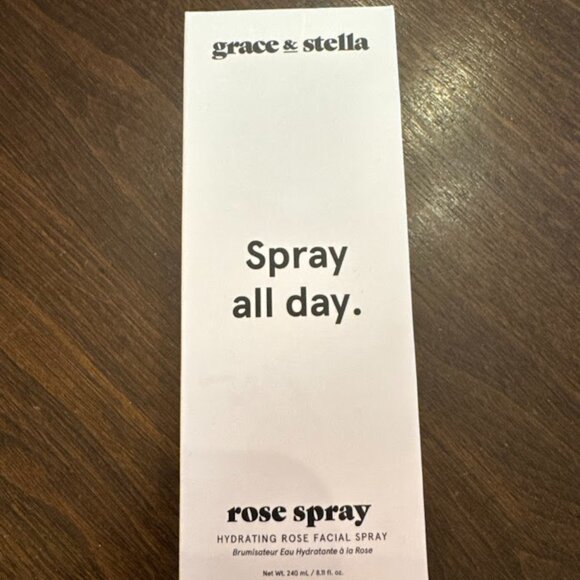 grace & stella
Spray
all day.
rose spray
HYDRATING ROSE FACIAL SPRAY
Brumisateur Eau Hydratante à la Rose
Net Wt. 240 mL / 8.11 fl. oz.